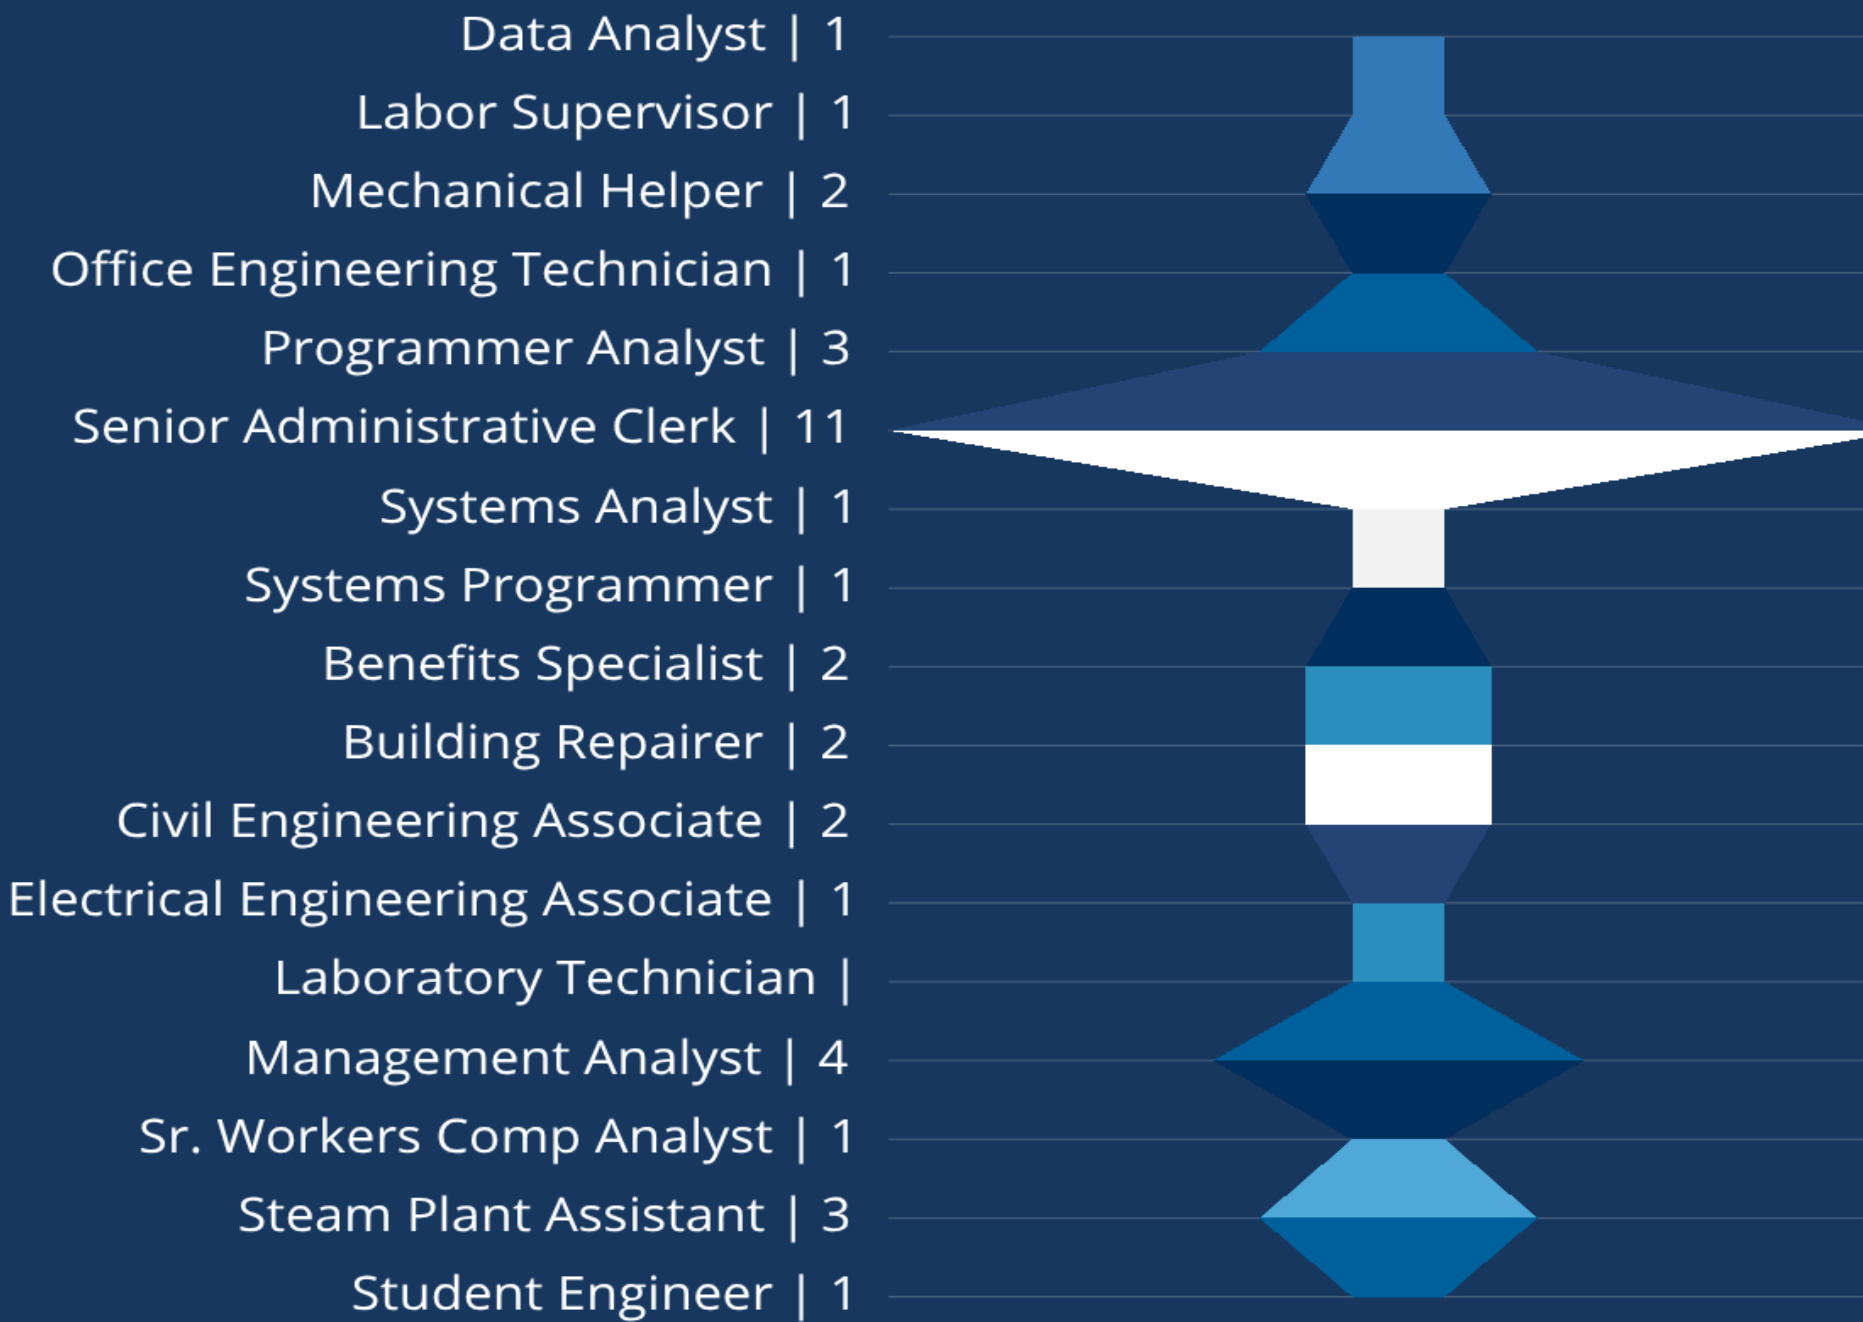 Data Analyst | 1
Labor Supervisor | 1
Mechanical Helper | 2
Office Engineering Technician | 1
Programmer Analyst | 3
Senior Administrative Clerk | 11
Systems Analyst | 1
Systems Programmer | 1
Benefits Specialist | 2
Building Repairer | 2
Civil Engineering Associate | 2
Electrical Engineering Associate | 1
Laboratory Technician |
Management Analyst | 4
Sr. Workers Comp Analyst | 1
Steam Plant Assistant | 3
Student Engineer | 1